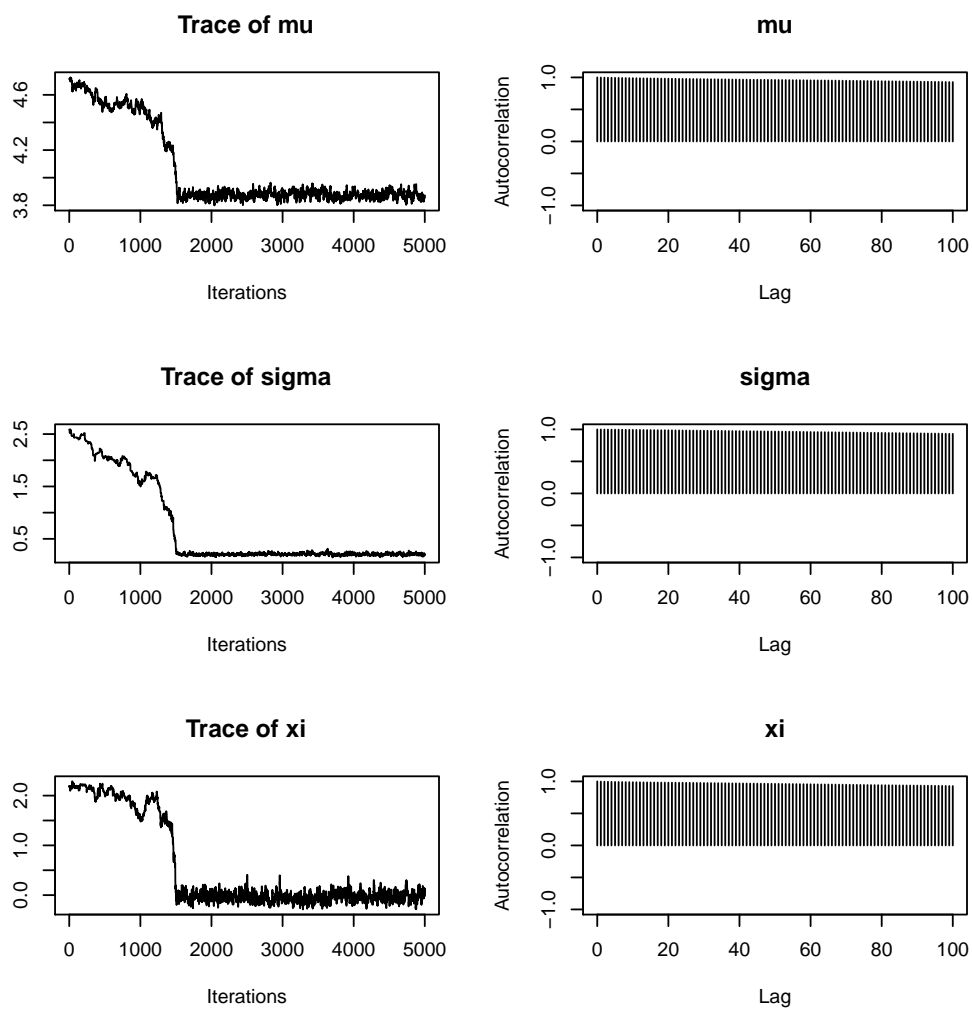 Trace of mu
3.8 4.2 4.6
0 1000 2000 3000 4000 5000
Iterations
mu
Autocorrelation
−1.0 0.0 1.0
0 20 40 60 80 100
Lag
Trace of sigma
0.5 1.5 2.5
0 1000 2000 3000 4000 5000
Iterations
sigma
Autocorrelation
−1.0 0.0 1.0
0 20 40 60 80 100
Lag
Trace of xi
0.0 1.0 2.0
0 1000 2000 3000 4000 5000
Iterations
xi
Autocorrelation
−1.0 0.0 1.0
0 20 40 60 80 100
Lag